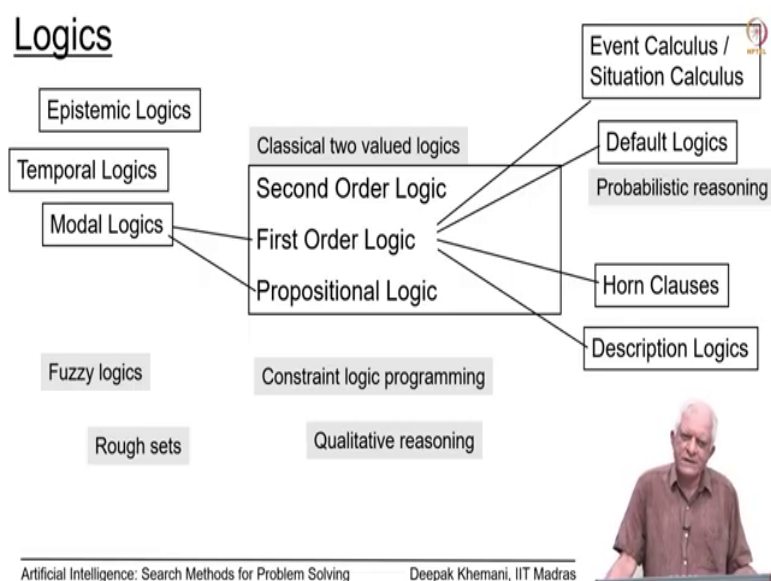 Logics
Event Calculus /
Situation Calculus
NPTEL
Epistemic Logics
Classical two valued logics
Default Logics
Temporal Logics
Second Order Logic
Probabilistic reasoning
Modal Logics
First Order Logic
Propositional Logic
Horn Clauses
Description Logics
Fuzzy logics
Constraint logic programming
Rough sets
Qualitative reasoning
Artificial Intelligence: Search Methods for Problem Solving
Deepak Khemani, IIT Madras